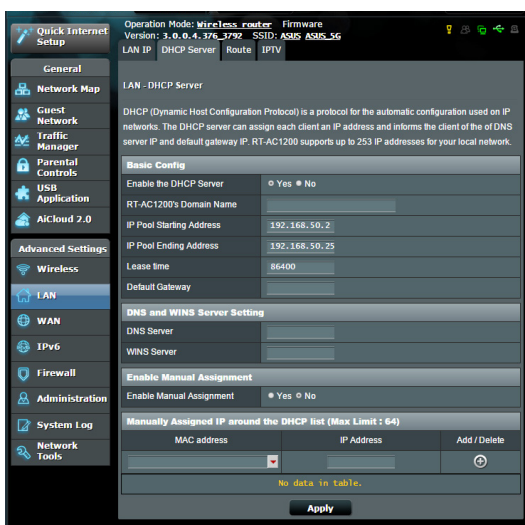 Quick Internet
Setup
General
Network Map
Guest
Network
Traffic
Manager
Parental
Controls
USB
Application
AiCloud 2.0
Advanced Settings
Wireless
LAN
WAN
IPv6
Firewall
Administration
System Log
Network
Tools
Operation Mode: Wireless router Firmware
Version: 3.0.0.4.376_3792 SSID: ASUS ASUS_5G
LAN IP DHCP Server Route IPTV
LAN - DHCP Server
DHCP (Dynamic Host Configuration Protocol) is a protocol for the automatic configuration used on IP
networks. The DHCP server can assign each client an IP address and informs the client of the of DNS
server IP and default gateway IP. RT-AC1200 supports up to 253 IP addresses for your local network.
Basic Config
Enable the DHCP Server Yes No
RT-AC1200's Domain Name
IP Pool Starting Address 192.168.50.2
IP Pool Ending Address 192.168.50.25
Lease time 86400
Default Gateway
DNS and WINS Server Setting
DNS Server
WINS Server
Enable Manual Assignment
Enable Manual Assignment Yes No
Manually Assigned IP around the DHCP list (Max Limit : 64)
MAC address IP Address Add / Delete
No data in table.
Apply